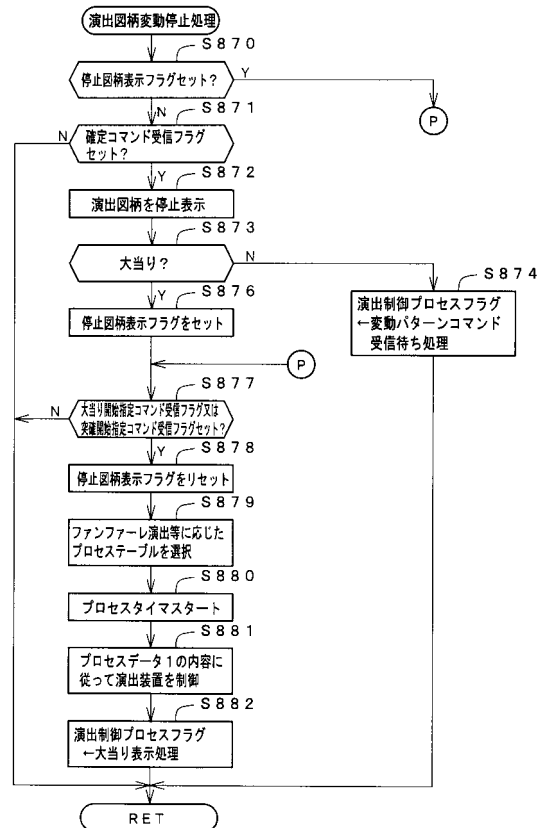 演出図柄変動停止処理
S870
停止図柄表示フラグセット?
Y
N
P
S871
確定コマンド受信フラグ
セット?
N
Y
S872
演出図柄を停止表示
S873
大当り?
N
Y
S874
演出制御プロセスフラグ
←変動パターンコマンド
受信待ち処理
S876
停止図柄表示フラグをセット
P
S877
大当り開始指定コマンド受信フラグ又は
突確開始指定コマンド受信フラグセット?
N
Y
S878
停止図柄表示フラグをリセット
S879
ファンファーレ演出等に応じた
プロセステーブルを選択
S880
プロセスタイマスタート
S881
プロセスデータ1の内容に
従って演出装置を制御
S882
演出制御プロセスフラグ
←大当り表示処理
RET